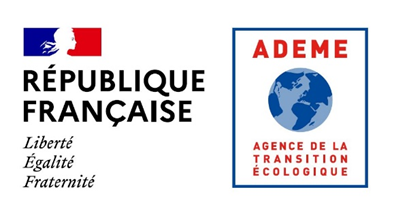 RÉPUBLIQUE
FRANÇAISE
Liberté
Égalité
Fraternité
ADEME
AGENCE DE LA
TRANSITION
ÉCOLOGIQUE